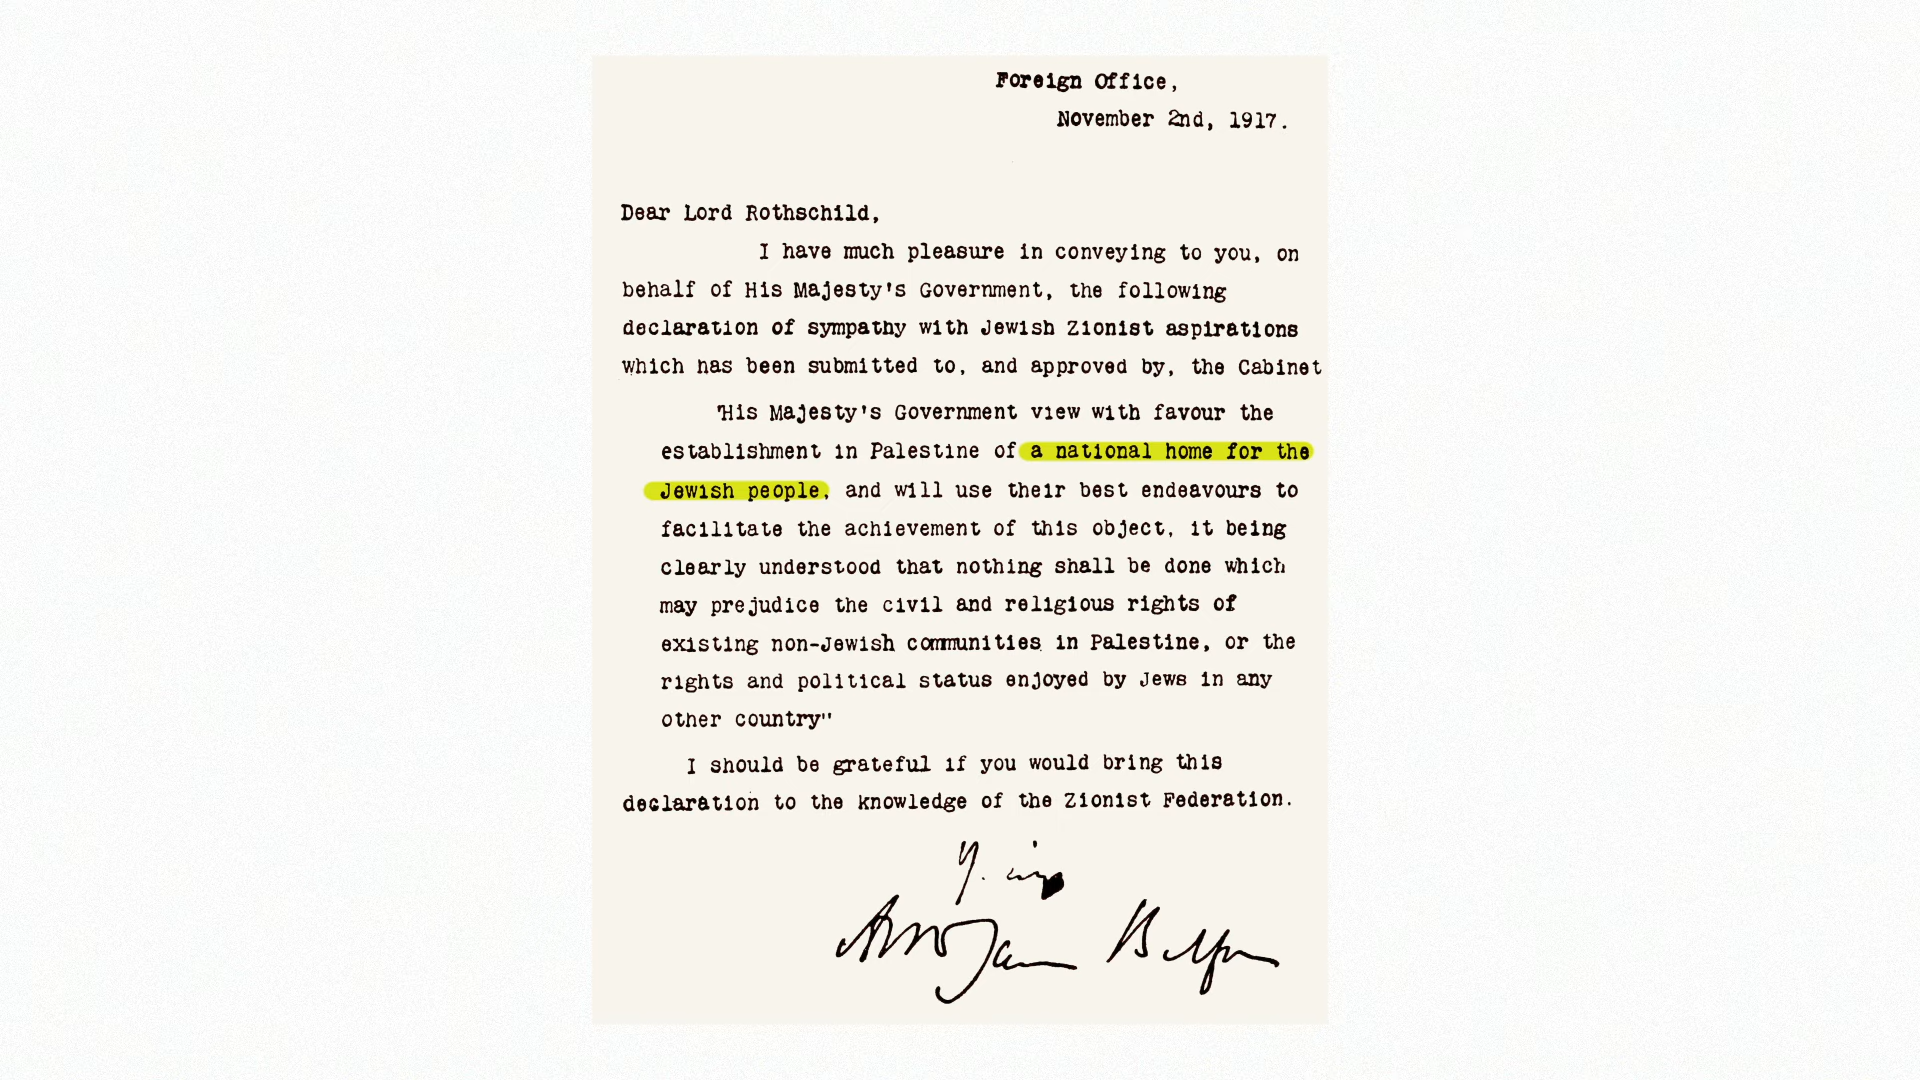 Foreign Office,
November 2nd, 1917.
Dear Lord Rothschild,
I have much pleasure in conveying to you, on
behalf of His Majesty's Government, the following
declaration of sympathy with Jewish Zionist aspirations
which has been submitted to, and approved by, the Cabinet
"His Majesty's Government view with favour the
establishment in Palestine of a national home for the
Jewish people, and will use their best endeavours to
facilitate the achievement of this object, it being
clearly understood that nothing shall be done which
may prejudice the civil and religious rights of
existing non-Jewish communities in Palestine, or the
rights and political status enjoyed by Jews in any
other country"
I should be grateful if you would bring this
declaration to the knowledge of the Zionist Federation.